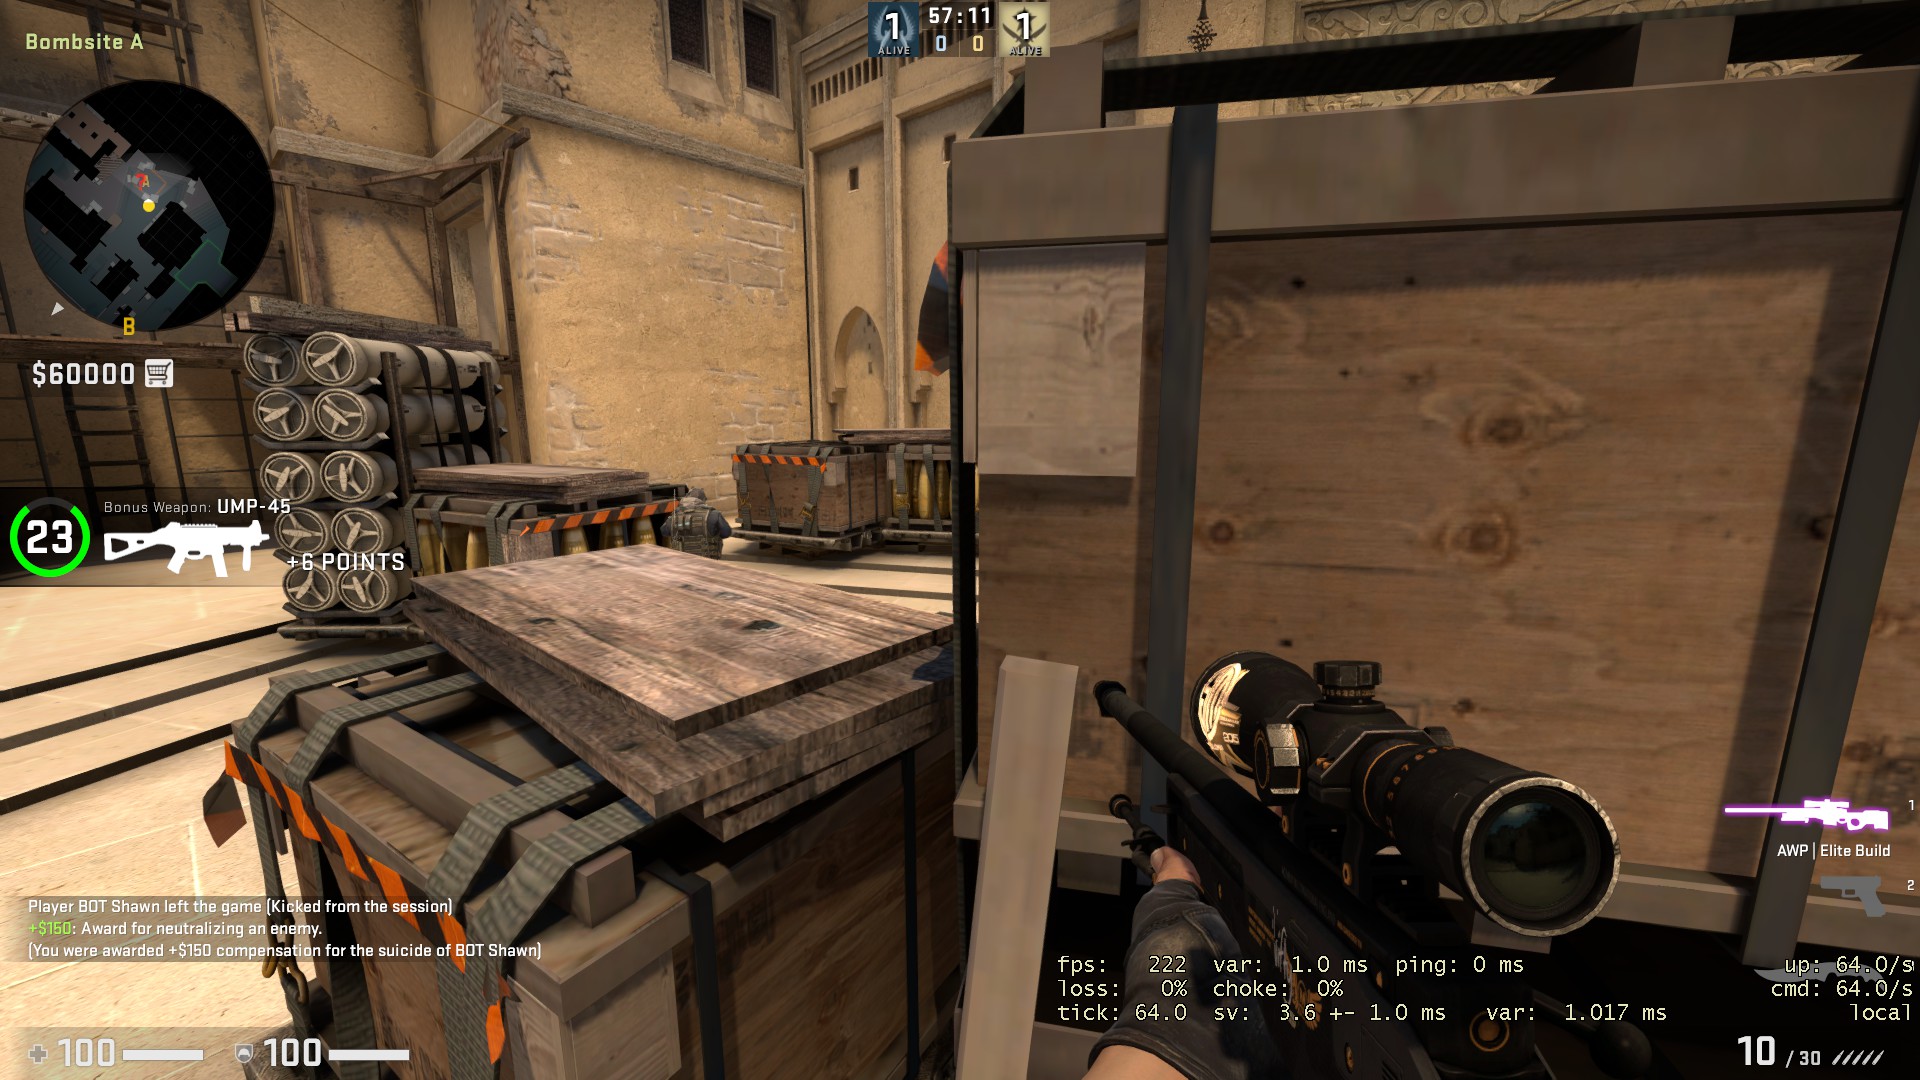 Bombsite A
1
ALIVE
57:11
0 0
1
ALIVE
A
B
$60000
23
Bonus Weapon: UMP-45
+6 POINTS
1
AWP | Elite Build
2
Player BOT Shawn left the game (Kicked from the session)
+$150: Award for neutralizing an enemy.
(You were awarded +$150 compensation for the suicide of BOT Shawn)
fps: 222 var: 1.0 ms ping: 0 ms
loss: 0% choke: 0%
tick: 64.0 sv: 3.6 +- 1.0 ms var: 1.017 ms
up: 64.0/s
cmd: 64.0/s
local
100 100
10 / 30
2015